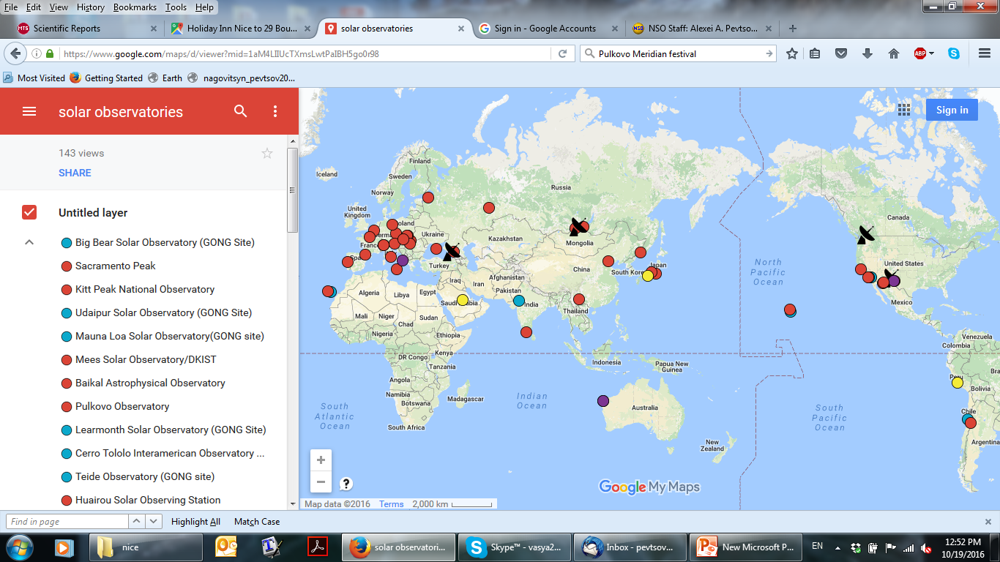 File Edit View History Bookmarks Tools Help
MTS Scientific Reports
Holiday Inn Nice to 29 Bou...
solar observatories
Sign in - Google Accounts
NSO NSO Staff: Alexei A. Pevtso...
https://www.google.com/maps/d/viewer?mid=1aM4LIIUcTXmsLwtPaIBH5go0r98
Pulkovo Meridian festival
ABP
Most Visited Getting Started Earth nagovitsyn_pevtsov20...
solar observatories
143 views
SHARE
Untitled layer
Big Bear Solar Observatory (GONG Site)
Sacramento Peak
Kitt Peak National Observatory
Udaipur Solar Observatory (GONG Site)
Mauna Loa Solar Observatory(GONG site)
Mees Solar Observatory/DKIST
Baikal Astrophysical Observatory
Pulkovo Observatory
Learmonth Solar Observatory (GONG Site)
Cerro Tololo Interamerican Observatory ...
Teide Observatory (GONG site)
Huairou Solar Observing Station
Sign in
Iceland
Finland
Sweden
Norway
Russia
United Kingdom
Ukraine
Kazakhstan
Mongolia
Turkey
China
South Korea
Japan
Iraq
Iran
Afghanistan
Pakistan
India
Thailand
Algeria
Libya
Egypt
Saudi Arabia
Mali
Niger
Chad
Sudan
Nigeria
Ethiopia
DR Congo
Kenya
Tanzania
Angola
Namibia
Botswana
Madagascar
South Africa
Indonesia
Papua New Guinea
Australia
New Zealand
Indian Ocean
South Atlantic Ocean
North Pacific Ocean
South Pacific Ocean
Canada
United States
Mexico
Venezuela
Colombia
Peru
Bolivia
Chile
Argentina
+
−
?
Google My Maps
Map data ©2016 Terms 2,000 km
Find in page Highlight All Match Case
nice
solar observatori...
Skype™ - vasya2...
Inbox - pevtsov...
New Microsoft P...
EN
12:52 PM
10/19/2016